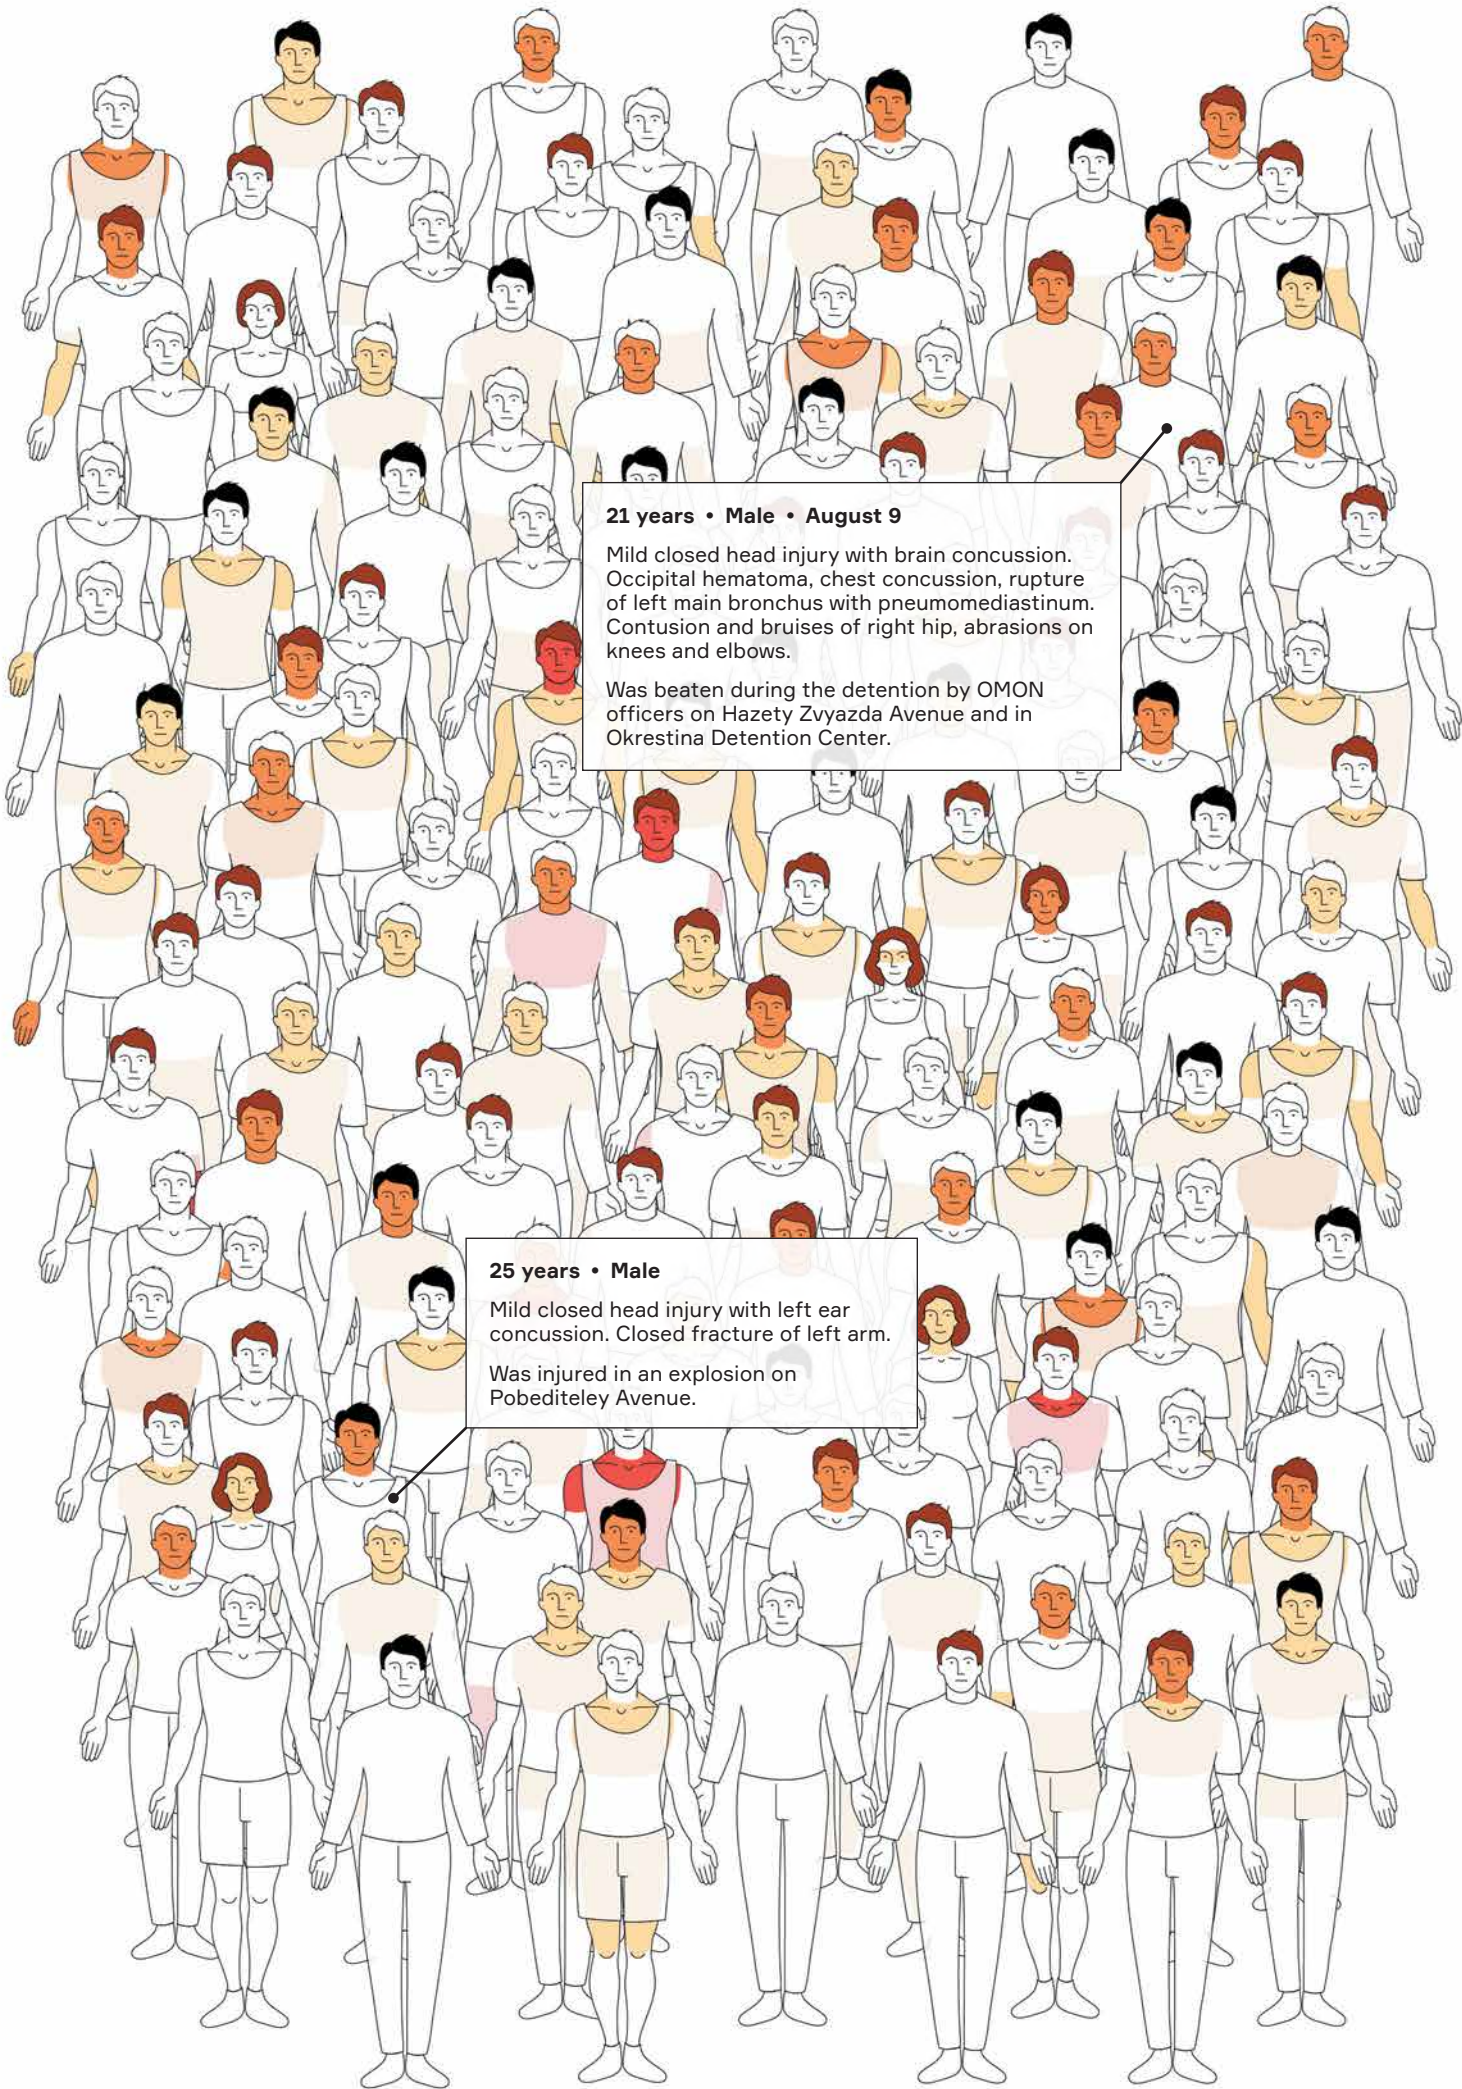 21 years • Male • August 9
Mild closed head injury with brain concussion.
Occipital hematoma, chest concussion, rupture
of left main bronchus with pneumomediastinum.
Contusion and bruises of right hip, abrasions on
knees and elbows.
Was beaten during the detention by OMON
officers on Hazety Zvyazda Avenue and in
Okrestina Detention Center.
25 years • Male
Mild closed head injury with left ear
concussion. Closed fracture of left arm.
Was injured in an explosion on
Pobediteley Avenue.